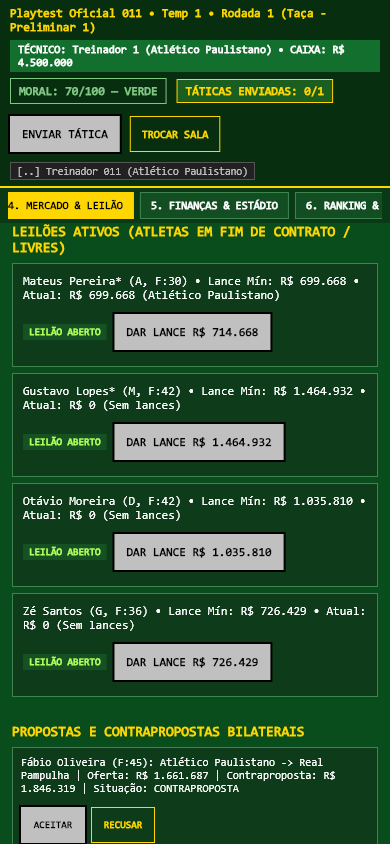 Playtest Oficial 011 • Temp 1 • Rodada 1 (Taça -
Preliminar 1)
TÉCNICO: Treinador 1 (Atlético Paulistano) • CAIXA: R$
4.500.000
MORAL: 70/100 — VERDE
TÁTICAS ENVIADAS: 0/1
ENVIAR TÁTICA
TROCAR SALA
[..] Treinador 011 (Atlético Paulistano)
4. MERCADO & LEILÃO
5. FINANÇAS & ESTÁDIO
6. RANKING &
LEILÕES ATIVOS (ATLETAS EM FIM DE CONTRATO /
LIVRES)
Mateus Pereira* (A, F:30) • Lance Mín: R$ 699.668 •
Atual: R$ 699.668 (Atlético Paulistano)
LEILÃO ABERTO
DAR LANCE R$ 714.668
Gustavo Lopes* (M, F:42) • Lance Mín: R$ 1.464.932 •
Atual: R$ 0 (Sem lances)
LEILÃO ABERTO
DAR LANCE R$ 1.464.932
Otávio Moreira (D, F:42) • Lance Mín: R$ 1.035.810 •
Atual: R$ 0 (Sem lances)
LEILÃO ABERTO
DAR LANCE R$ 1.035.810
Zé Santos (G, F:36) • Lance Mín: R$ 726.429 • Atual:
R$ 0 (Sem lances)
LEILÃO ABERTO
DAR LANCE R$ 726.429
PROPOSTAS E CONTRAPROPOSTAS BILATERAIS
Fábio Oliveira (F:45): Atlético Paulistano -> Real
Pampulha | Oferta: R$ 1.661.687 | Contraproposta: R$
1.846.319 | Situação: CONTRAPROPOSTA
ACEITAR
RECUSAR